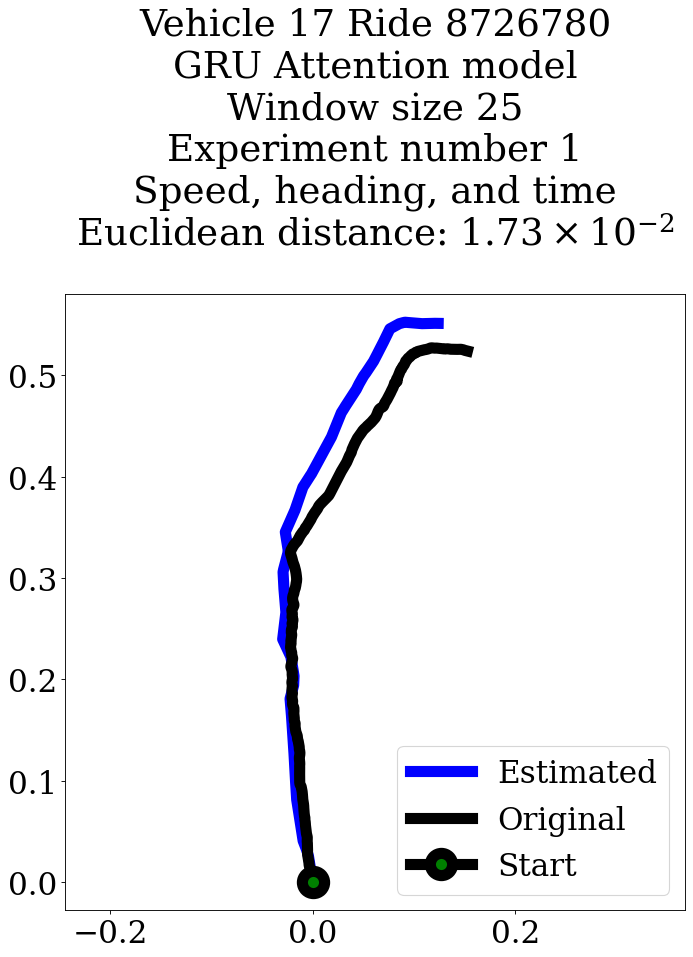 Vehicle 17 Ride 8726780
GRU Attention model
Window size 25
Experiment number 1
Speed, heading, and time
Euclidean distance: 1.73 × 10⁻²
0.5
0.4
0.3
0.2
0.1
0.0
Estimated
Original
Start
−0.2
0.0
0.2